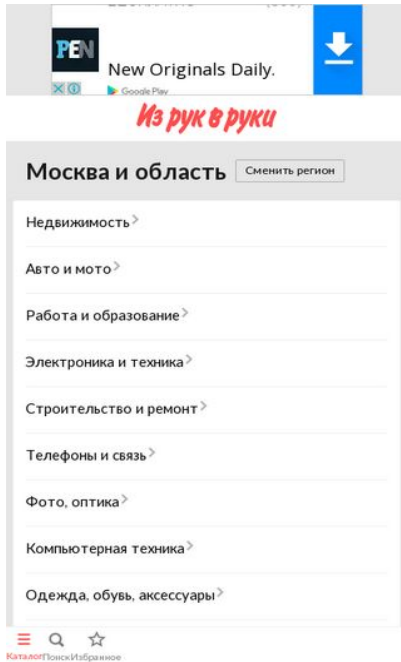 PEN
New Originals Daily.
Google Play
Из рук в руки
Москва и область Сменить регион
Недвижимость
Авто и мото
Работа и образование
Электроника и техника
Строительство и ремонт
Телефоны и связь
Фото, оптика
Компьютерная техника
Одежда, обувь, аксессуары
Каталог Поиск Избранное